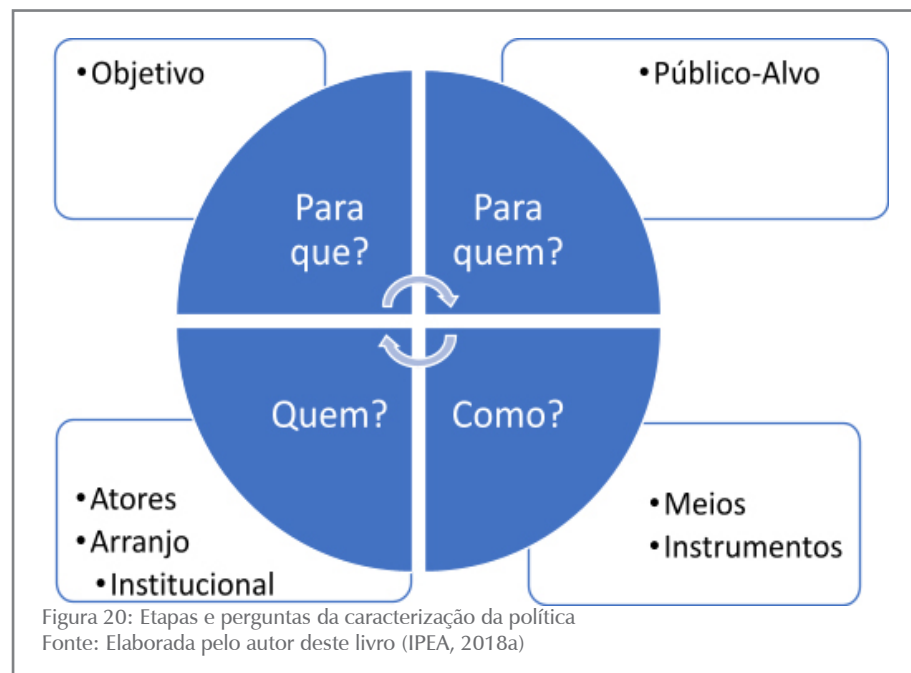 • Objetivo
• Público-Alvo
Para
que?
Para
quem?
Quem?
Como?
• Atores
• Arranjo
• Institucional
• Meios
• Instrumentos
Figura 20: Etapas e perguntas da caracterização da política
Fonte: Elaborada pelo autor deste livro (IPEA, 2018a)